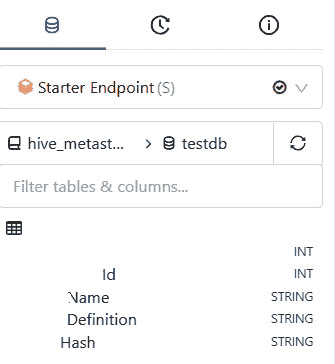 Starter Endpoint (S)
hive_metast... > testdb
Filter tables & columns...
INT
Id INT
Name STRING
Definition STRING
Hash STRING